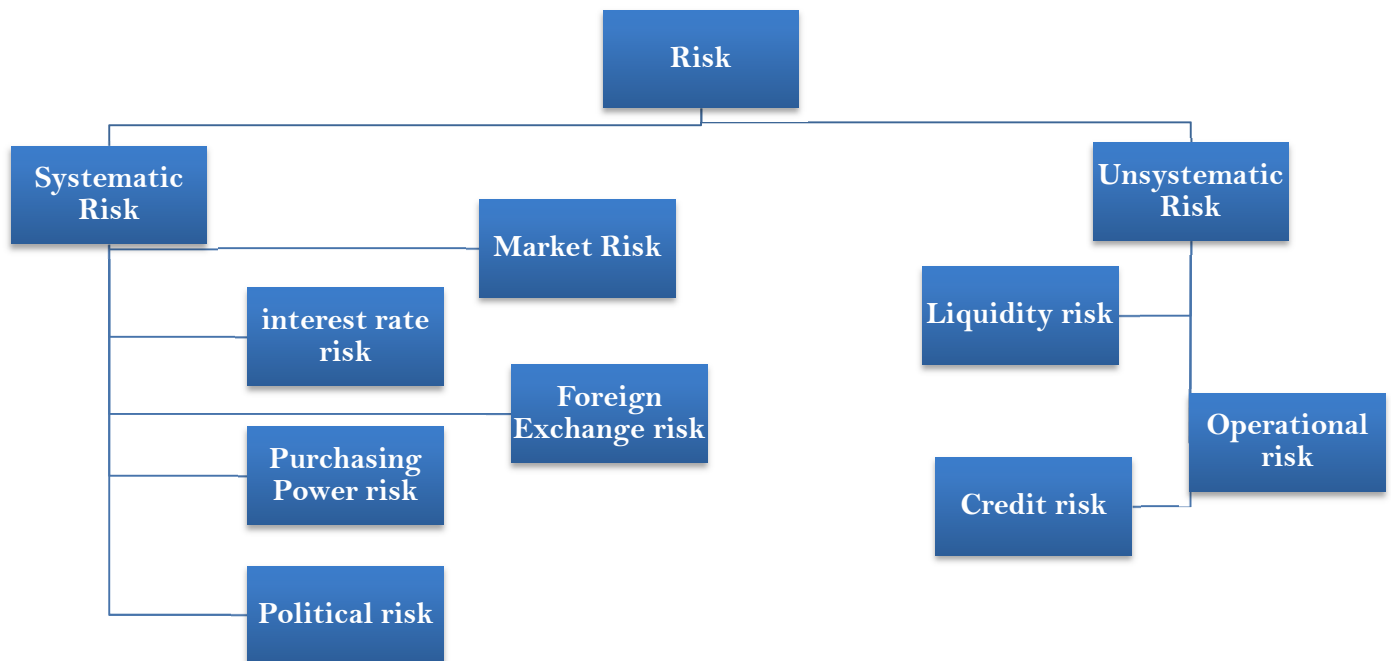 Risk
Systematic
Risk
Market Risk
interest rate
risk
Foreign
Exchange risk
Purchasing
Power risk
Political risk
Unsystematic
Risk
Liquidity risk
Operational
risk
Credit risk